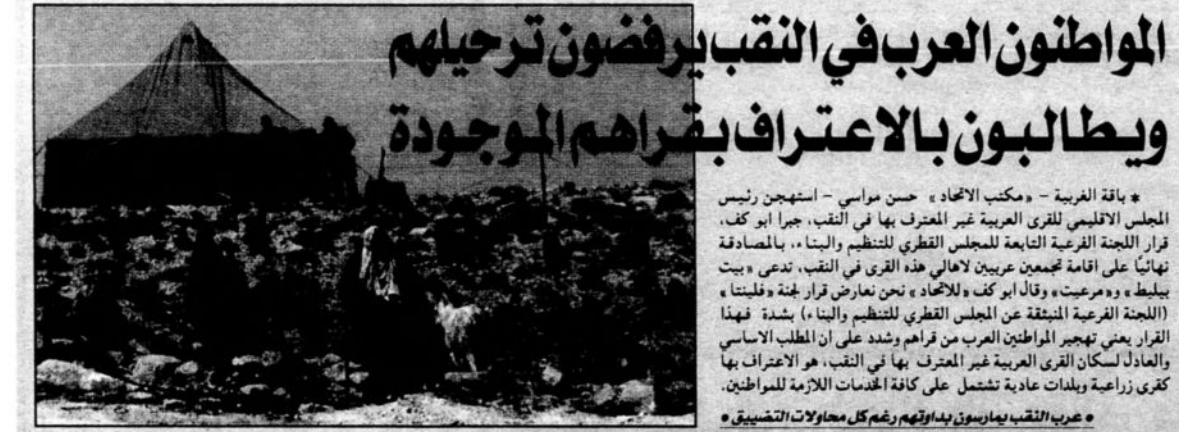 المواطنون العرب في النقب يرفضون ترحيلهم
ويطالبون بالاعتراف بقراهم الموجودة
* باقة الغربية - «مكتب الاتحاد» حسن مواسي - استهجن رئيس
المجلس الاقليمي للقرى العربية غير المعترف بها في النقب، جبرا ابو كف،
قرار اللجنة الفرعية التابعة للمجلس القطري للتنظيم والبناء، بالمصادقة
نهائيًا على اقامة تجمعين عربيين لاهالي هذه القرى في النقب، تدعى «بيت
بيليط» و«مرعيت» وقال ابو كف «للاتحاد» نحن نعارض قرار لجنة «فلينتا»
(اللجنة الفرعية المنبثقة عن المجلس القطري للتنظيم والبناء) بشدة فهذا
القرار يعني تهجير المواطنين العرب من قراهم وشدد على ان المطلب الاساسي
والعادل لسكان القرى العربية غير المعترف بها في النقب، هو الاعتراف بها
كقرى زراعية وبلدات عادية تشتمل على كافة الخدمات اللازمة للمواطنين.
• عرب النقب يمارسون بداوتهم رغم كل محاولات التضييق •